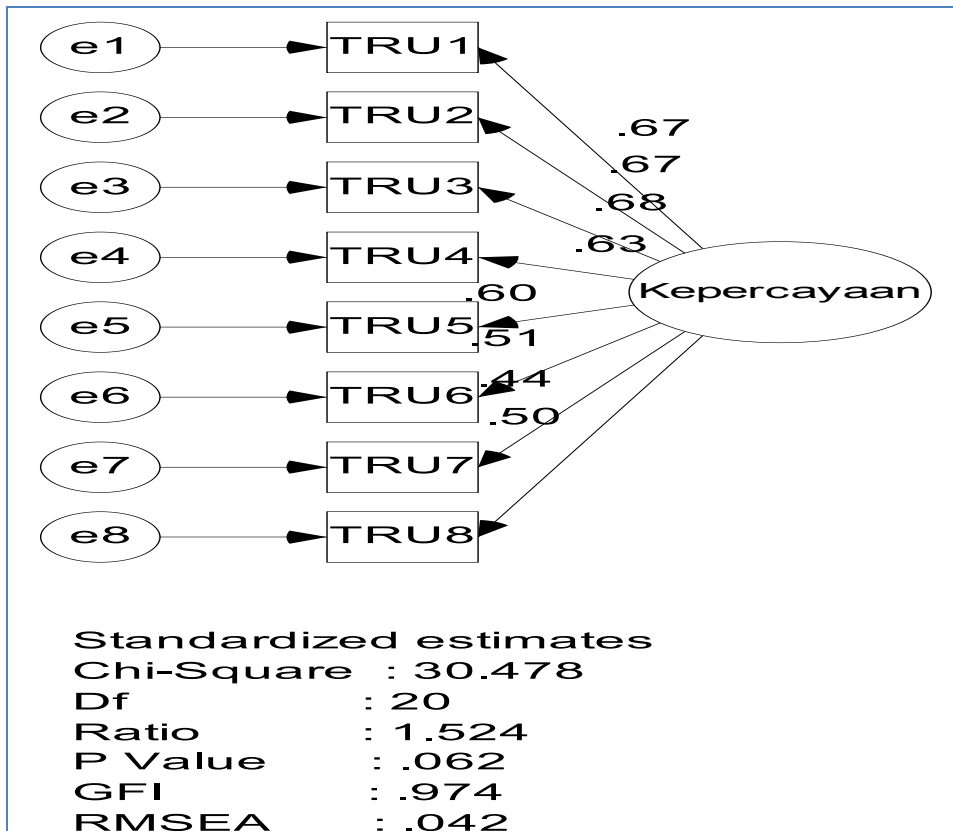 e1 TRU1
.67
e2 TRU2
.67
e3 TRU3
.68
e4 TRU4
.63
Kepercayaan
.60
e5 TRU5
.51
e6 TRU6
.44
.50
e7 TRU7
e8 TRU8
Standardized estimates
Chi-Square : 30.478
Df : 20
Ratio : 1.524
P Value : .062
GFI : .974
RMSEA : .042